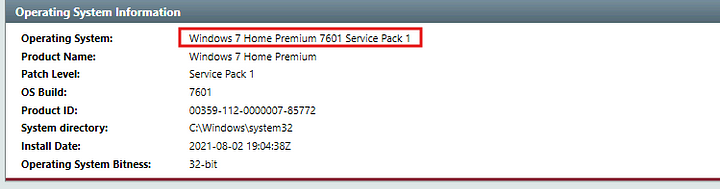 Operating System Information
Operating System: Windows 7 Home Premium 7601 Service Pack 1
Product Name: Windows 7 Home Premium
Patch Level: Service Pack 1
OS Build: 7601
Product ID: 00359-112-0000007-85772
System directory: C:\Windows\system32
Install Date: 2021-08-02 19:04:38Z
Operating System Bitness: 32-bit